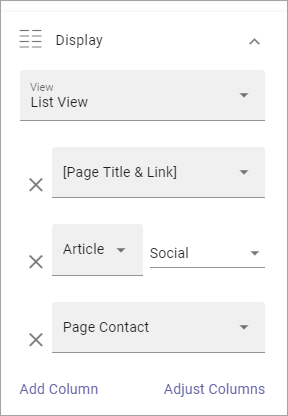 Display
View
List View
[Page Title & Link]
Article Social
Page Contact
Add Column Adjust Columns